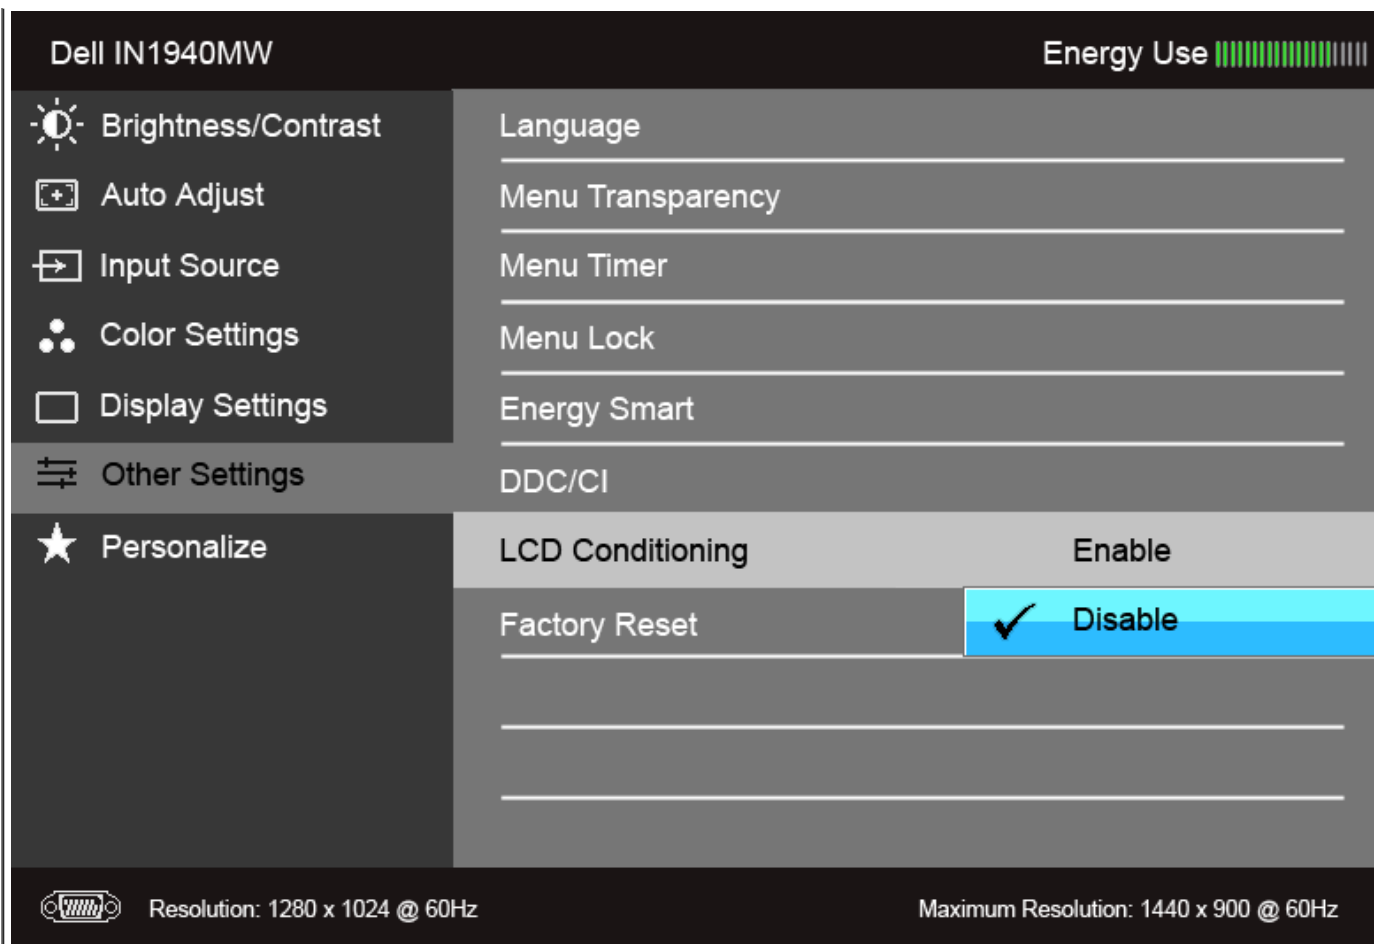 Dell IN1940MW
Energy Use
Brightness/Contrast
Auto Adjust
Input Source
Color Settings
Display Settings
Other Settings
Personalize
Language
Menu Transparency
Menu Timer
Menu Lock
Energy Smart
DDC/CI
LCD Conditioning
Enable
Factory Reset
Disable
Resolution: 1280 x 1024 @ 60Hz
Maximum Resolution: 1440 x 900 @ 60Hz